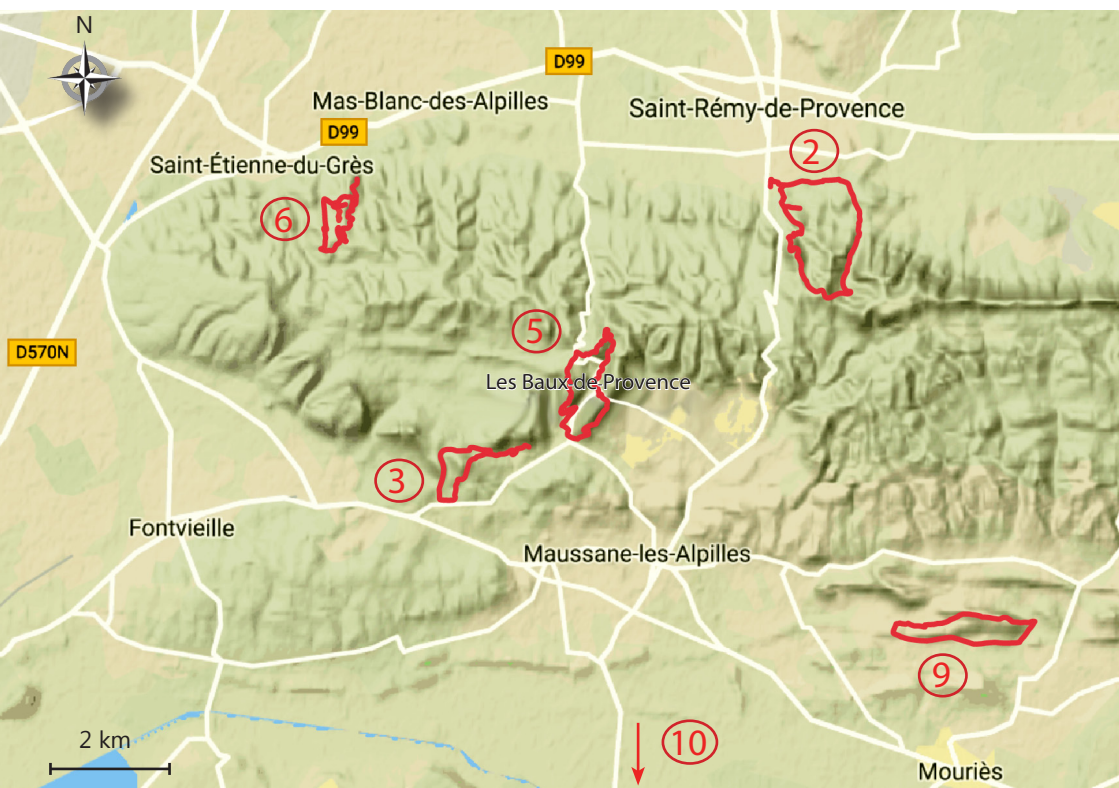 N
D99
Mas-Blanc-des-Alpilles
Saint-Rémy-de-Provence
D99
2
Saint-Étienne-du-Grès
6
5
D570N
Les Baux-de-Provence
3
Fontvieille
Maussane-les-Alpilles
9
10
2 km
Mouriès